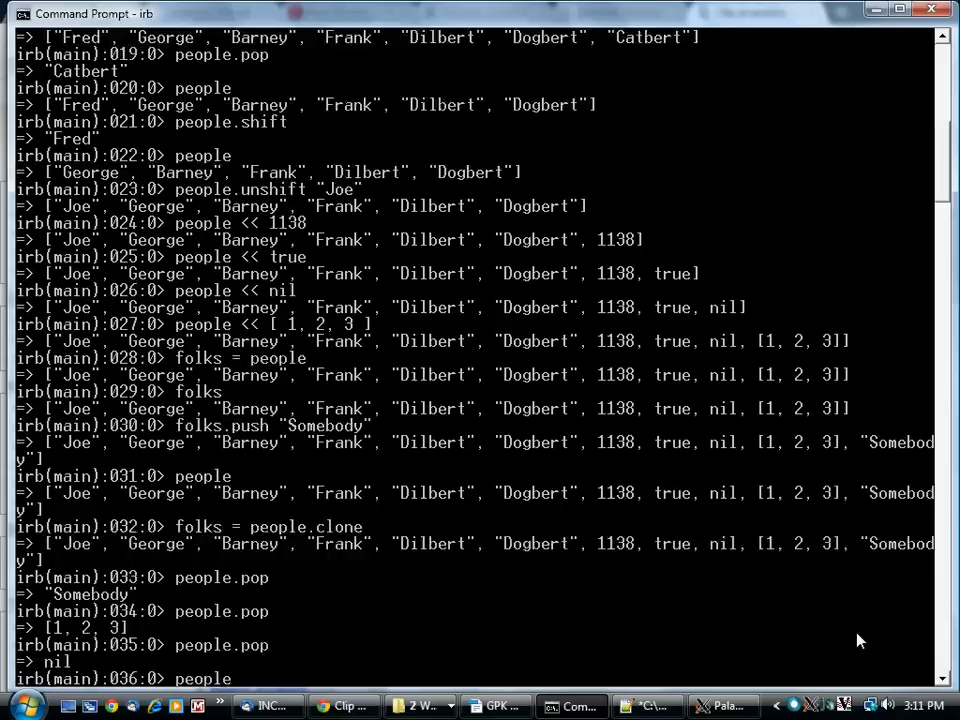 Command Prompt - irb
=> ["Fred", "George", "Barney", "Frank", "Dilbert", "Dogbert", "Catbert"]
irb(main):019:0> people.pop
=> "Catbert"
irb(main):020:0> people
=> ["Fred", "George", "Barney", "Frank", "Dilbert", "Dogbert"]
irb(main):021:0> people.shift
=> "Fred"
irb(main):022:0> people
=> ["George", "Barney", "Frank", "Dilbert", "Dogbert"]
irb(main):023:0> people.unshift "Joe"
=> ["Joe", "George", "Barney", "Frank", "Dilbert", "Dogbert"]
irb(main):024:0> people << 1138
=> ["Joe", "George", "Barney", "Frank", "Dilbert", "Dogbert", 1138]
irb(main):025:0> people << true
=> ["Joe", "George", "Barney", "Frank", "Dilbert", "Dogbert", 1138, true]
irb(main):026:0> people << nil
=> ["Joe", "George", "Barney", "Frank", "Dilbert", "Dogbert", 1138, true, nil]
irb(main):027:0> people << [ 1, 2, 3 ]
=> ["Joe", "George", "Barney", "Frank", "Dilbert", "Dogbert", 1138, true, nil, [1, 2, 3]]
irb(main):028:0> folks = people
=> ["Joe", "George", "Barney", "Frank", "Dilbert", "Dogbert", 1138, true, nil, [1, 2, 3]]
irb(main):029:0> folks
=> ["Joe", "George", "Barney", "Frank", "Dilbert", "Dogbert", 1138, true, nil, [1, 2, 3]]
irb(main):030:0> folks.push "Somebody"
=> ["Joe", "George", "Barney", "Frank", "Dilbert", "Dogbert", 1138, true, nil, [1, 2, 3], "Somebod
y"]
irb(main):031:0> people
=> ["Joe", "George", "Barney", "Frank", "Dilbert", "Dogbert", 1138, true, nil, [1, 2, 3], "Somebod
y"]
irb(main):032:0> folks = people.clone
=> ["Joe", "George", "Barney", "Frank", "Dilbert", "Dogbert", 1138, true, nil, [1, 2, 3], "Somebod
y"]
irb(main):033:0> people.pop
=> "Somebody"
irb(main):034:0> people.pop
=> [1, 2, 3]
irb(main):035:0> people.pop
=> nil
irb(main):036:0> people
INC... Clip ... 2 W... GPK ... Com... *C:\... Pala... 3:11 PM